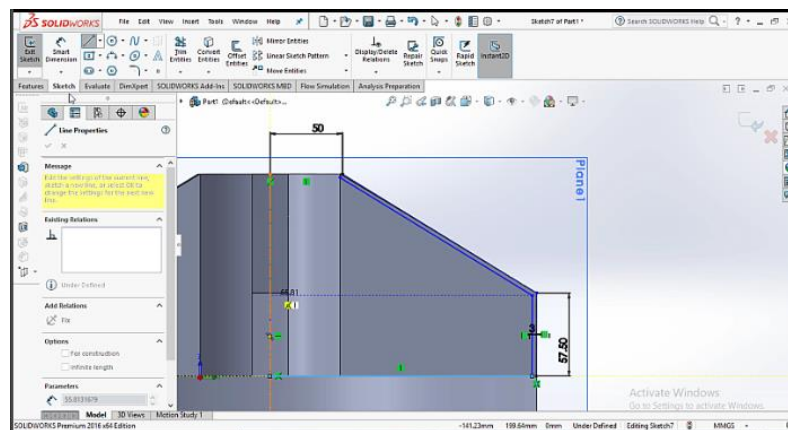 SOLIDWORKS File Edit View Insert Tools Window Help Sketch7 of Part1 * Search SOLIDWORKS Help
Exit Sketch Smart Dimension Trim Entities Convert Entities Offset Entities Mirror Entities Linear Sketch Pattern Move Entities Display/Delete Relations Repair Sketch Quick Snaps Rapid Sketch Instant2D
Features Sketch Evaluate DimXpert SOLIDWORKS Add-Ins SOLIDWORKS MBD Flow Simulation Analysis Preparation
Part1 (Default<<Default>...
Line Properties
50
Message
Edit the settings of the current line, sketch a new line, or select OK to change the settings for the next new line.
Plane1
Existing Relations
Under Defined
Add Relations
Fix
Options
For construction
Infinite length
57.50
Parameters
55.8131679
Activate Windows
Go to Settings to activate Windows.
Model 3D Views Motion Study 1
SOLIDWORKS Premium 2016 x64 Edition -141.23mm 199.64mm 0mm Under Defined Editing Sketch7 MMGS